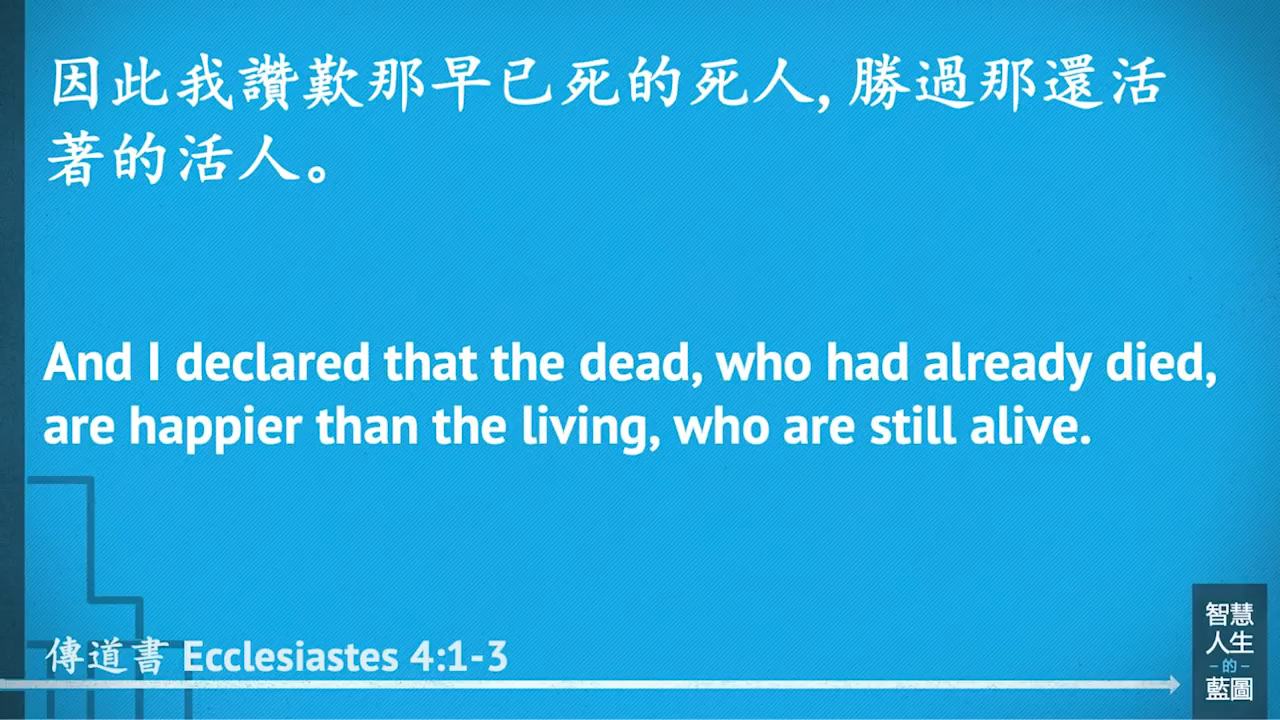 因此我讚歎那早已死的死人,勝過那還活
著的活人。
And I declared that the dead, who had already died,
are happier than the living, who are still alive.
傳道書 Ecclesiastes 4:1-3
智慧
人生
–的–
藍圖